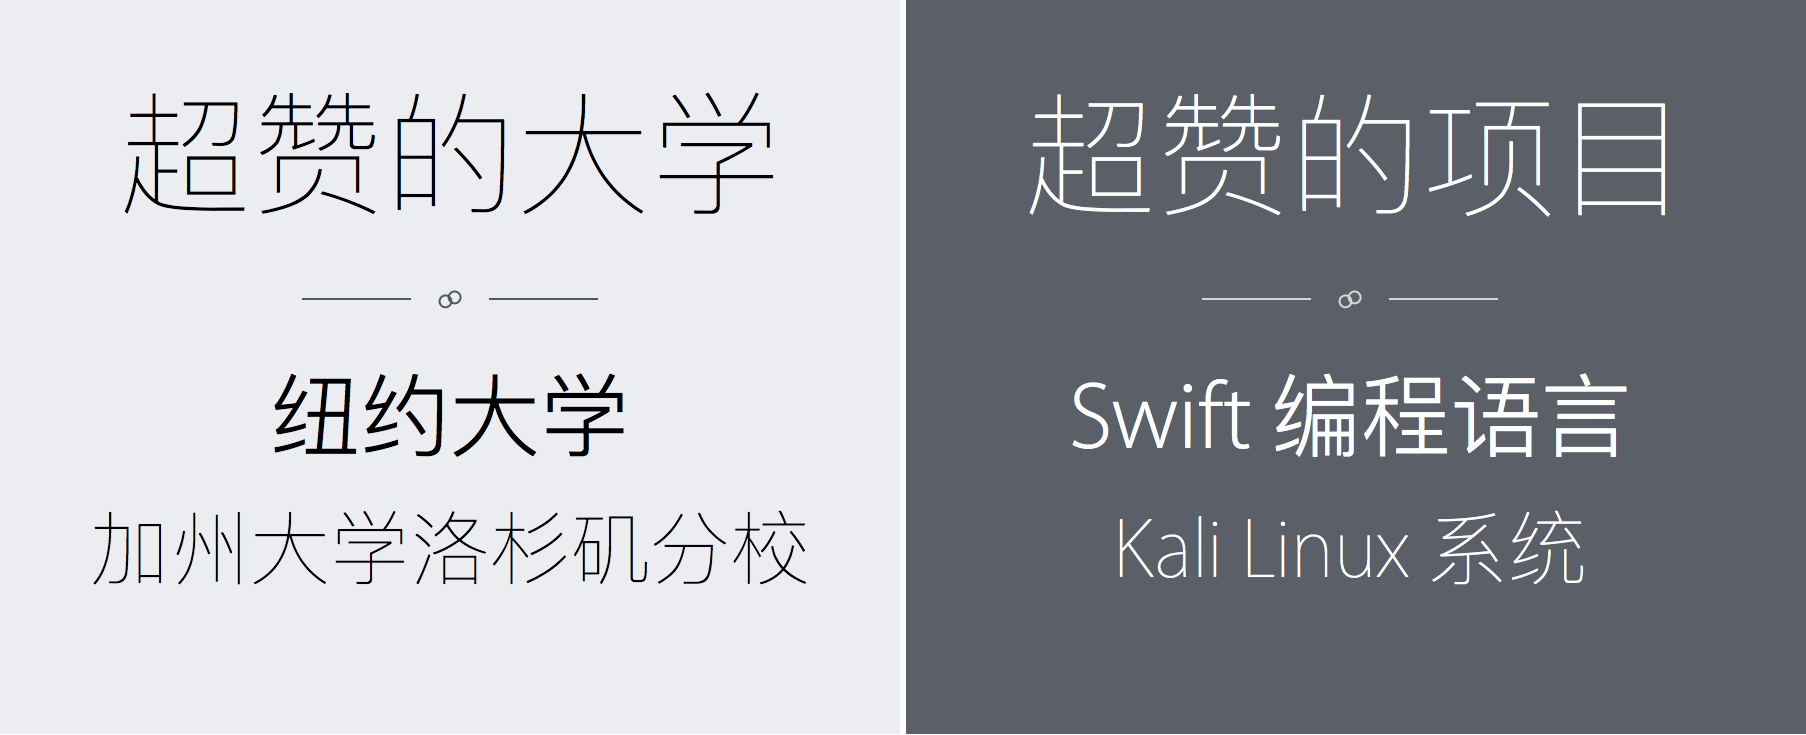 超赞的大学
纽约大学
加州大学洛杉矶分校
超赞的项目
Swift 编程语言
Kali Linux 系统